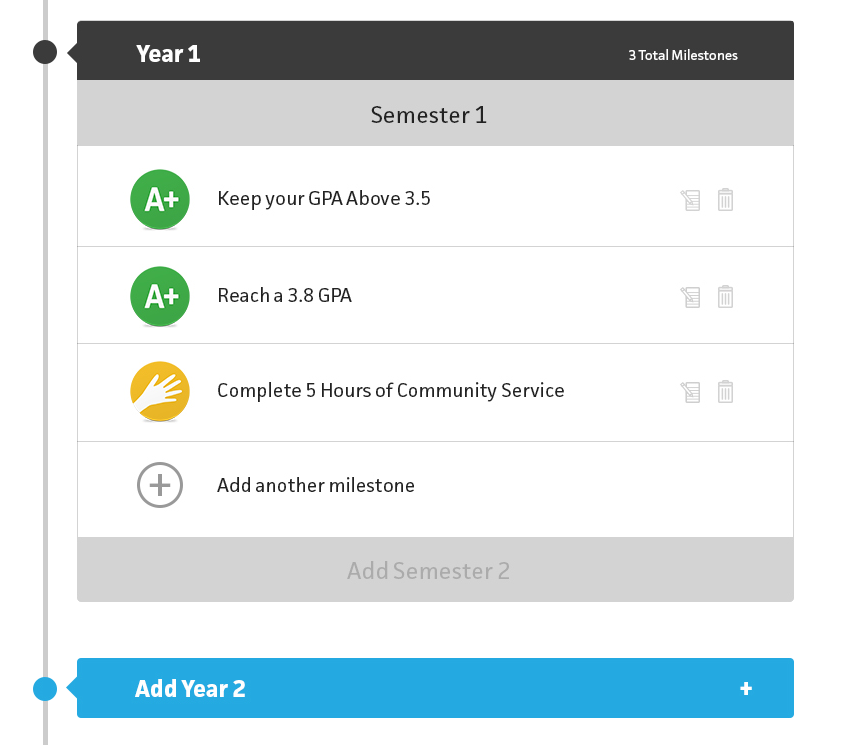 Year 1
3 Total Milestones
Semester 1
A+ Keep your GPA Above 3.5
A+ Reach a 3.8 GPA
Complete 5 Hours of Community Service
+ Add another milestone
Add Semester 2
Add Year 2 +